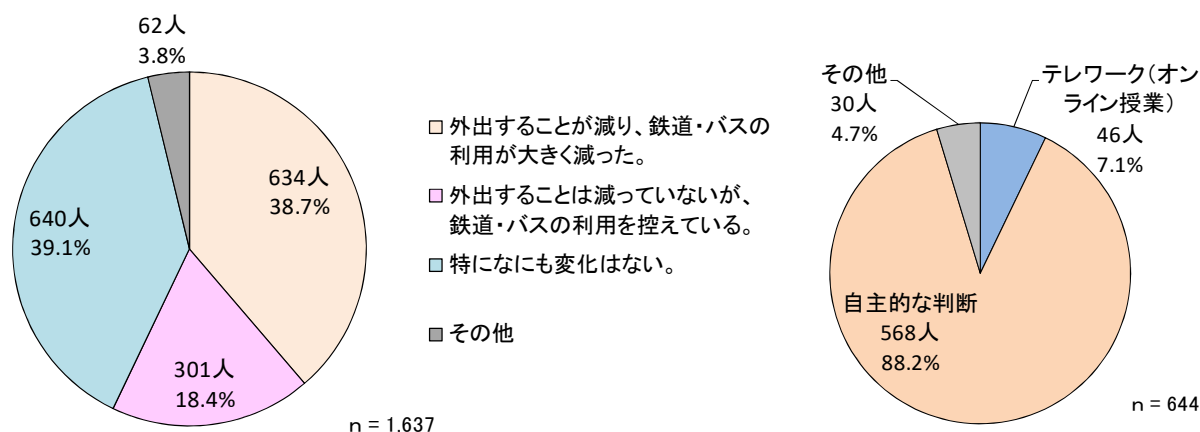 62人
3.8%
634人
38.7%
640人
39.1%
301人
18.4%
n = 1,637
外出することが減り、鉄道・バスの
利用が大きく減った。
外出することは減っていないが、
鉄道・バスの利用を控えている。
特になにも変化はない。
その他
その他
30人
4.7%
テレワーク(オン
ライン授業)
46人
7.1%
自主的な判断
568人
88.2%
n = 644